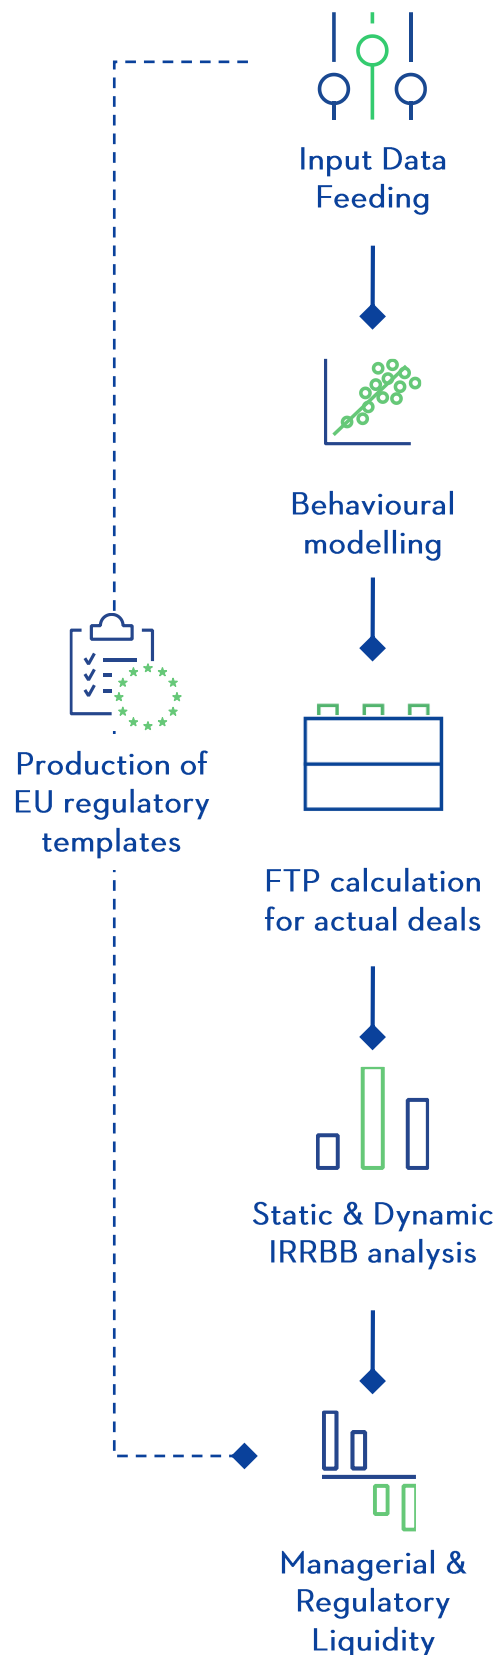 Input Data
Feeding
Behavioural
modelling
Production of
EU regulatory
templates
FTP calculation
for actual deals
Static & Dynamic
IRRBB analysis
Managerial &
Regulatory
Liquidity